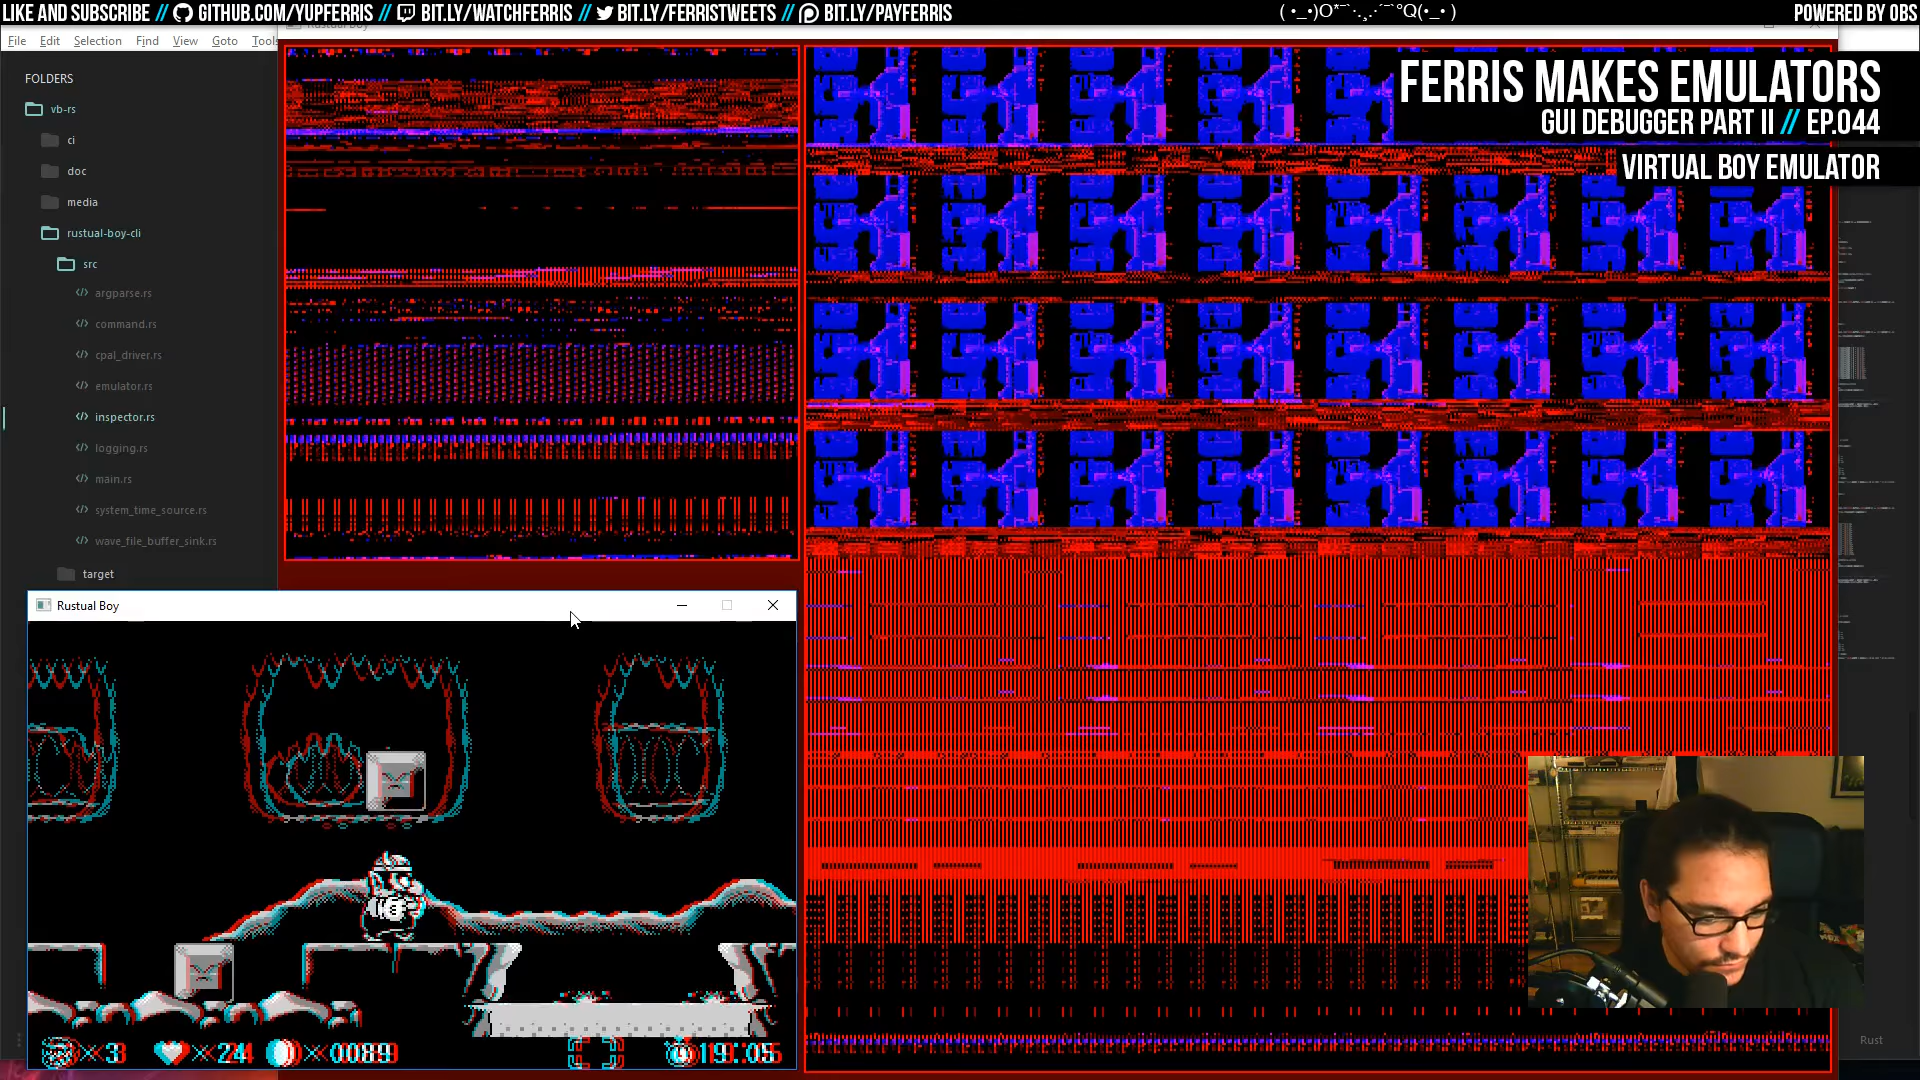 LIKE AND SUBSCRIBE // GITHUB.COM/YUPFERRIS // BIT.LY/WATCHFERRIS // BIT.LY/FERRISTWEETS // BIT.LY/PAYFERRIS
POWERED BY OBS
File Edit Selection Find View Goto Tools
FERRIS MAKES EMULATORS
GUI DEBUGGER PART II // EP.044
VIRTUAL BOY EMULATOR
FOLDERS
vb-rs
ci
doc
media
rustual-boy-cli
src
argparse.rs
command.rs
cpal_driver.rs
emulator.rs
inspector.rs
logging.rs
main.rs
system_time_source.rs
wave_file_buffer_sink.rs
target
Rustual Boy
×3 ×24 ×0089 19:05
Rust